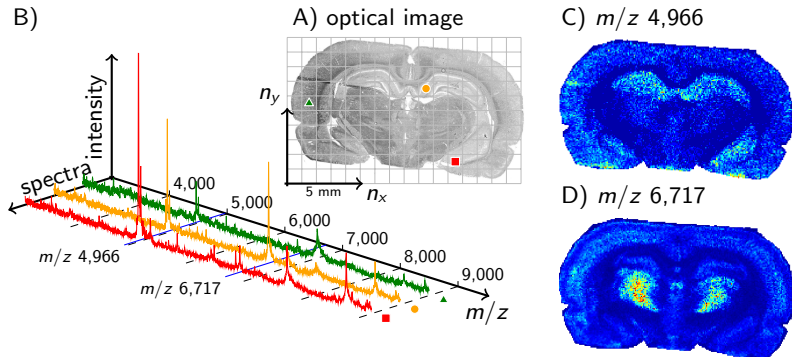 B)
A) optical image
C) m/z 4,966
spectra
intensity
n_y
n_x
5 mm
4,000
5,000
6,000
7,000
8,000
9,000
m/z
m/z 4,966
m/z 6,717
D) m/z 6,717